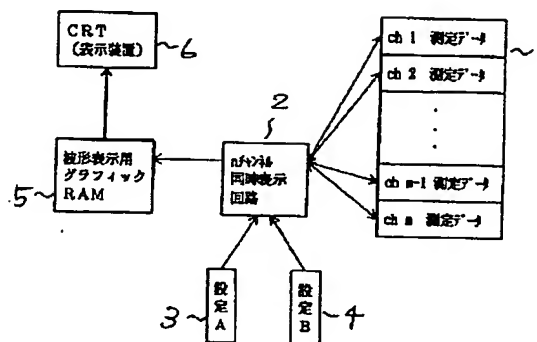 CRT
(表示装置)
6
ch 1 測定データ
ch 2 測定データ
ch m-1 測定データ
ch m 測定データ
2
nチャンネル
同時表示
回路
波形表示用
グラフィック
RAM
5
3
設定A
設定B
4